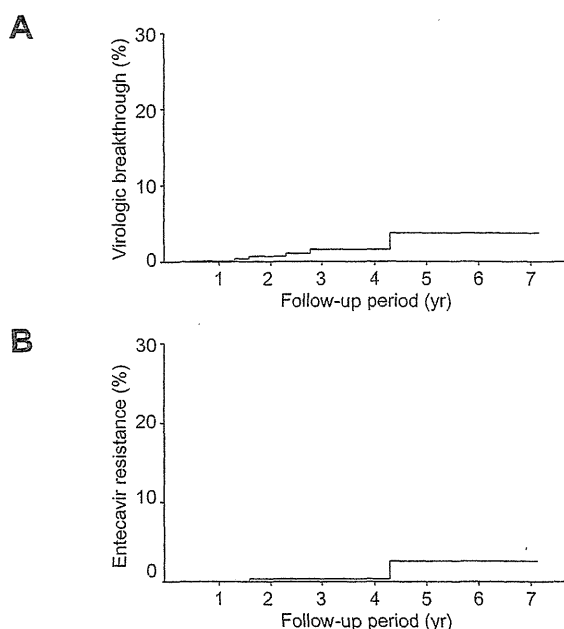 A
Virologic breakthrough (%)
30
20
10
0
1 2 3 4 5 6 7
Follow-up period (yr)
B
Entecavir resistance (%)
30
20
10
0
1 2 3 4 5 6 7
Follow-up period (yr)